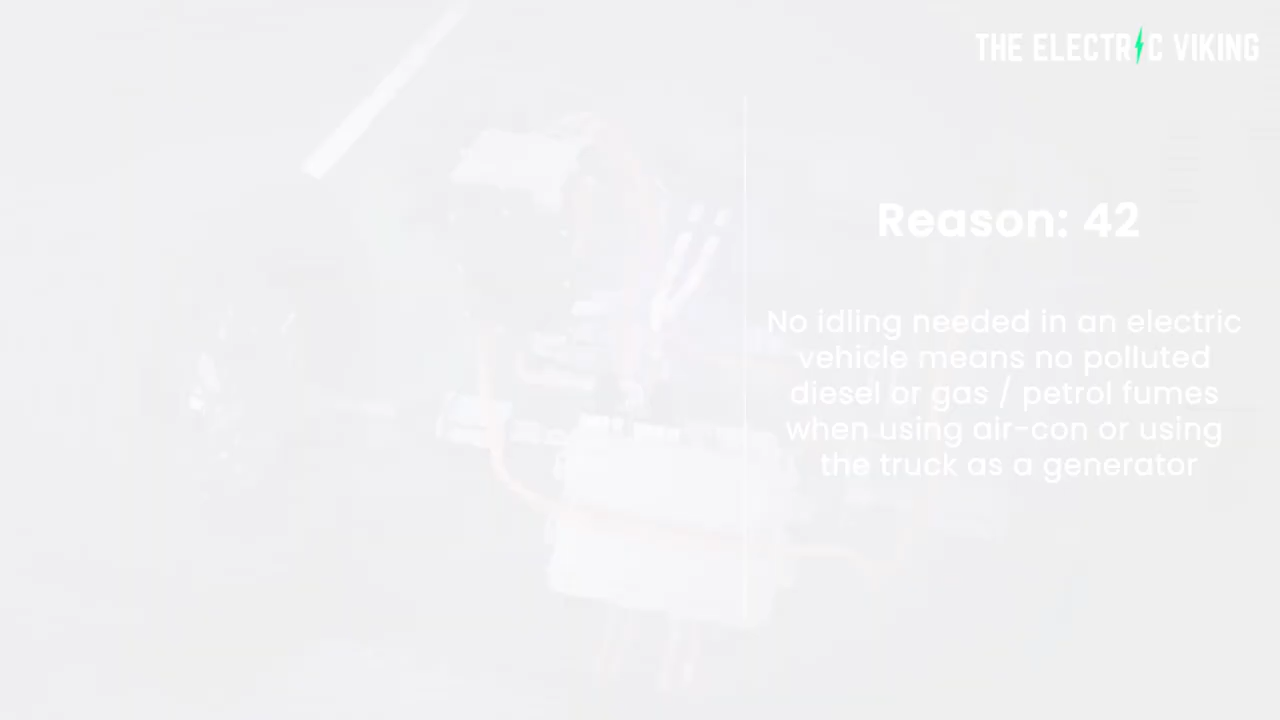 THE ELECTRIC VIKING
Reason: 42
No idling needed in an electric
vehicle means no polluted
diesel or gas / petrol fumes
when using air-con or using
the truck as a generator